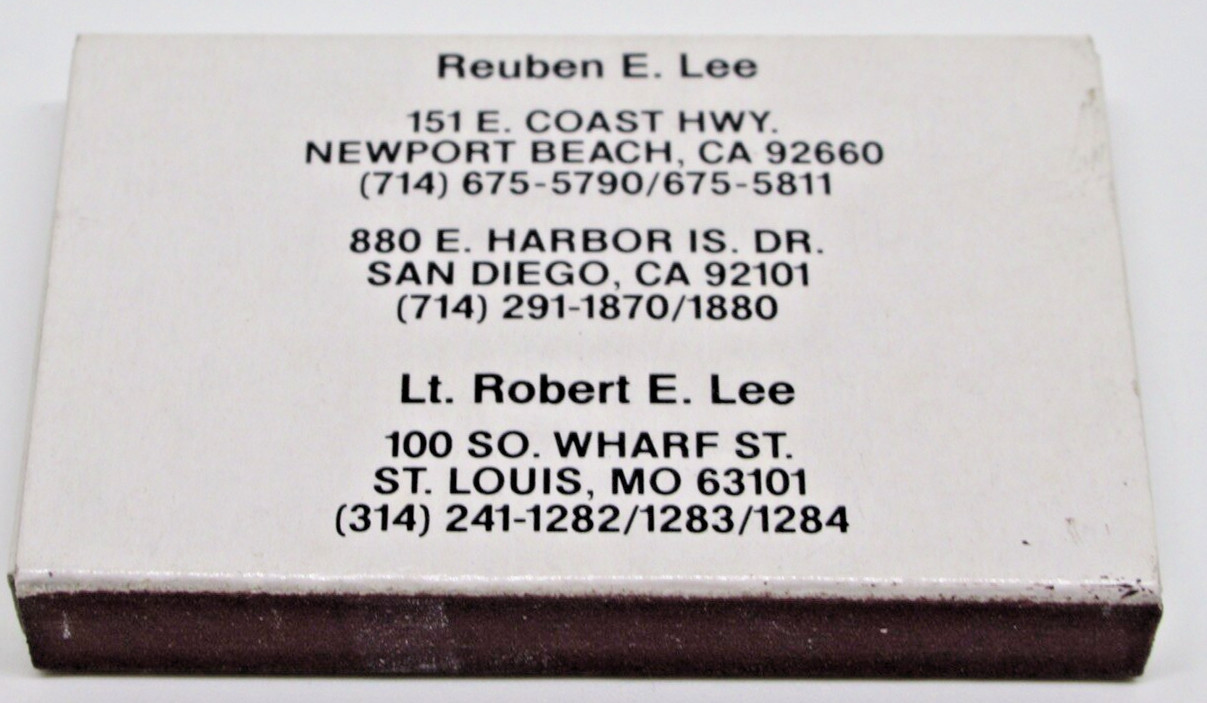 Reuben E. Lee
151 E. COAST HWY.
NEWPORT BEACH, CA 92660
(714) 675-5790/675-5811
880 E. HARBOR IS. DR.
SAN DIEGO, CA 92101
(714) 291-1870/1880
Lt. Robert E. Lee
100 SO. WHARF ST.
ST. LOUIS, MO 63101
(314) 241-1282/1283/1284